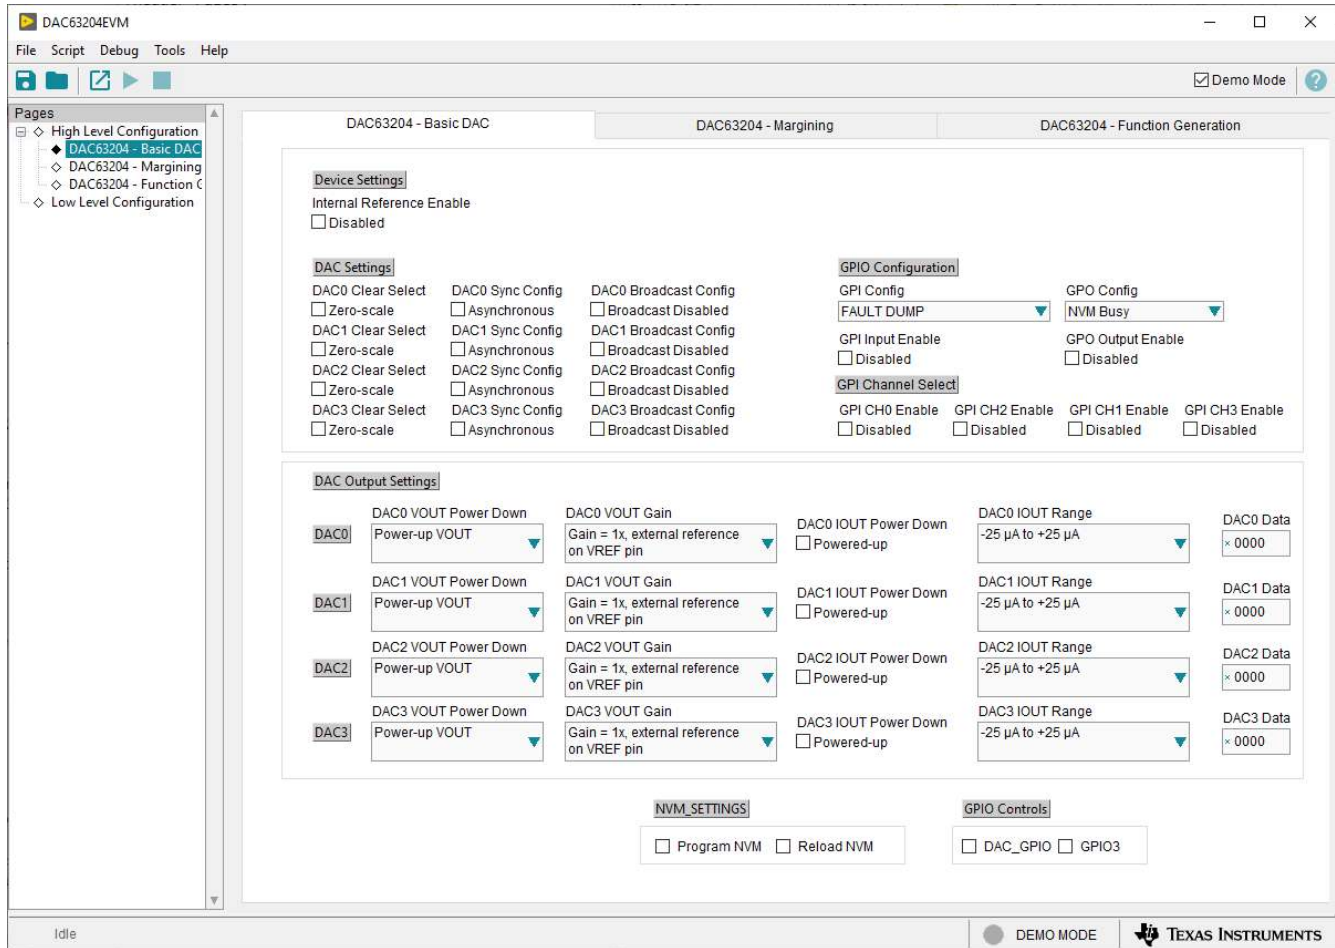 DAC63204EVM
File Script Debug Tools Help
Demo Mode
Pages
High Level Configuration
DAC63204 - Basic DAC
DAC63204 - Margining
DAC63204 - Function
Low Level Configuration
DAC63204 - Basic DAC DAC63204 - Margining DAC63204 - Function Generation
Device Settings
Internal Reference Enable
Disabled
DAC Settings GPIO Configuration
DAC0 Clear Select DAC0 Sync Config DAC0 Broadcast Config GPI Config GPO Config
Zero-scale Asynchronous Broadcast Disabled FAULT DUMP NVM Busy
DAC1 Clear Select DAC1 Sync Config DAC1 Broadcast Config GPI Input Enable GPO Output Enable
Zero-scale Asynchronous Broadcast Disabled Disabled Disabled
DAC2 Clear Select DAC2 Sync Config DAC2 Broadcast Config
Zero-scale Asynchronous Broadcast Disabled GPI Channel Select
DAC3 Clear Select DAC3 Sync Config DAC3 Broadcast Config GPI CH0 Enable GPI CH2 Enable GPI CH1 Enable GPI CH3 Enable
Zero-scale Asynchronous Broadcast Disabled Disabled Disabled Disabled Disabled
DAC Output Settings
DAC0 VOUT Power Down DAC0 VOUT Gain DAC0 IOUT Power Down DAC0 IOUT Range DAC0 Data
DAC0 Power-up VOUT Gain = 1x, external reference on VREF pin Powered-up -25 µA to +25 µA × 0000
DAC1 VOUT Power Down DAC1 VOUT Gain DAC1 IOUT Power Down DAC1 IOUT Range DAC1 Data
DAC1 Power-up VOUT Gain = 1x, external reference on VREF pin Powered-up -25 µA to +25 µA × 0000
DAC2 VOUT Power Down DAC2 VOUT Gain DAC2 IOUT Power Down DAC2 IOUT Range DAC2 Data
DAC2 Power-up VOUT Gain = 1x, external reference on VREF pin Powered-up -25 µA to +25 µA × 0000
DAC3 VOUT Power Down DAC3 VOUT Gain DAC3 IOUT Power Down DAC3 IOUT Range DAC3 Data
DAC3 Power-up VOUT Gain = 1x, external reference on VREF pin Powered-up -25 µA to +25 µA × 0000
NVM_SETTINGS GPIO Controls
Program NVM Reload NVM DAC_GPIO GPIO3
Idle DEMO MODE TEXAS INSTRUMENTS